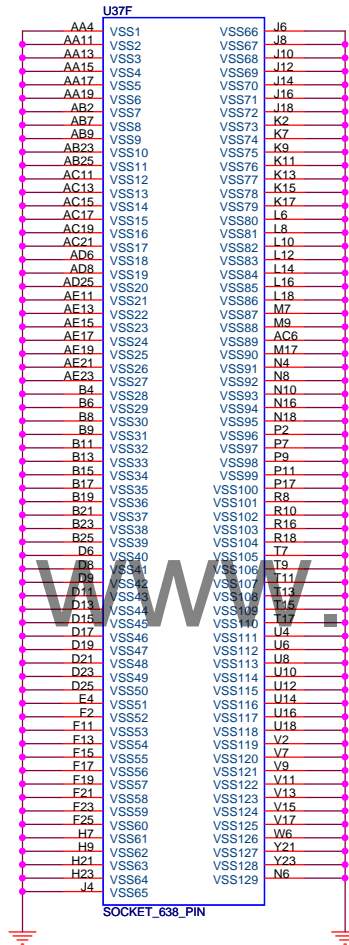 U37F
AA4 VSS1 VSS66 J6
AA11 VSS2 VSS67 J8
AA13 VSS3 VSS68 J10
AA15 VSS4 VSS69 J12
AA17 VSS5 VSS70 J14
AA19 VSS6 VSS71 J16
AB2 VSS7 VSS72 J18
AB7 VSS8 VSS73 K2
AB9 VSS9 VSS74 K7
AB23 VSS10 VSS75 K9
AB25 VSS11 VSS76 K11
AC11 VSS12 VSS77 K13
AC13 VSS13 VSS78 K15
AC15 VSS14 VSS79 K17
AC17 VSS15 VSS80 L6
AC19 VSS16 VSS81 L8
AC21 VSS17 VSS82 L10
AD6 VSS18 VSS83 L12
AD8 VSS19 VSS84 L14
AD25 VSS20 VSS85 L16
AE11 VSS21 VSS86 L18
AE13 VSS22 VSS87 M7
AE15 VSS23 VSS88 M9
AE17 VSS24 VSS89 AC6
AE19 VSS25 VSS90 M17
AE21 VSS26 VSS91 N4
AE23 VSS27 VSS92 N8
B4 VSS28 VSS93 N10
B6 VSS29 VSS94 N16
B8 VSS30 VSS95 N18
B9 VSS31 VSS96 P2
B11 VSS32 VSS97 P7
B13 VSS33 VSS98 P9
B15 VSS34 VSS99 P11
B17 VSS35 VSS100 P17
B19 VSS36 VSS101 R8
B21 VSS37 VSS102 R10
B23 VSS38 VSS103 R16
B25 VSS39 VSS104 R18
D6 VSS40 VSS105 T7
D8 VSS41 VSS106 T9
D9 VSS42 VSS107 T11
D11 VSS43 VSS108 T13
D13 VSS44 VSS109 T15
D15 VSS45 VSS110 T17
D17 VSS46 VSS111 U4
D19 VSS47 VSS112 U6
D21 VSS48 VSS113 U8
D23 VSS49 VSS114 U10
D25 VSS50 VSS115 U12
E4 VSS51 VSS116 U14
F2 VSS52 VSS117 U16
F11 VSS53 VSS118 U18
F13 VSS54 VSS119 V2
F15 VSS55 VSS120 V7
F17 VSS56 VSS121 V9
F19 VSS57 VSS122 V11
F21 VSS58 VSS123 V13
F23 VSS59 VSS124 V15
F25 VSS60 VSS125 V17
H7 VSS61 VSS126 W6
H9 VSS62 VSS127 Y21
H21 VSS63 VSS128 Y23
H23 VSS64 VSS129 N6
J4 VSS65
SOCKET_638_PIN
www.